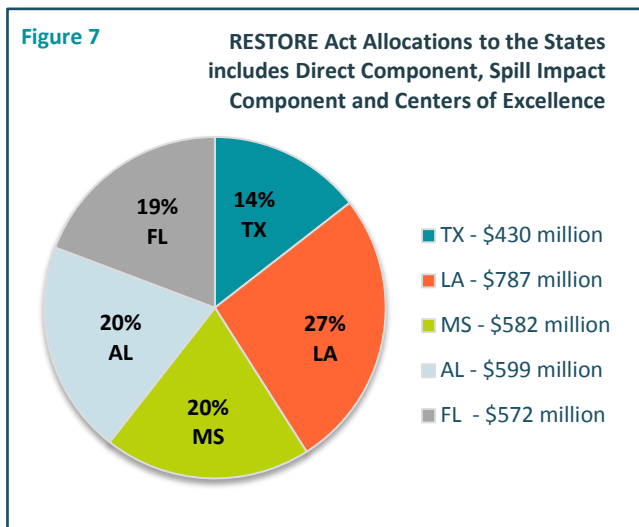 Figure 7
RESTORE Act Allocations to the States
includes Direct Component, Spill Impact
Component and Centers of Excellence
14%
TX
27%
LA
20%
MS
20%
AL
19%
FL
TX - $430 million
LA - $787 million
MS - $582 million
AL - $599 million
FL - $572 million